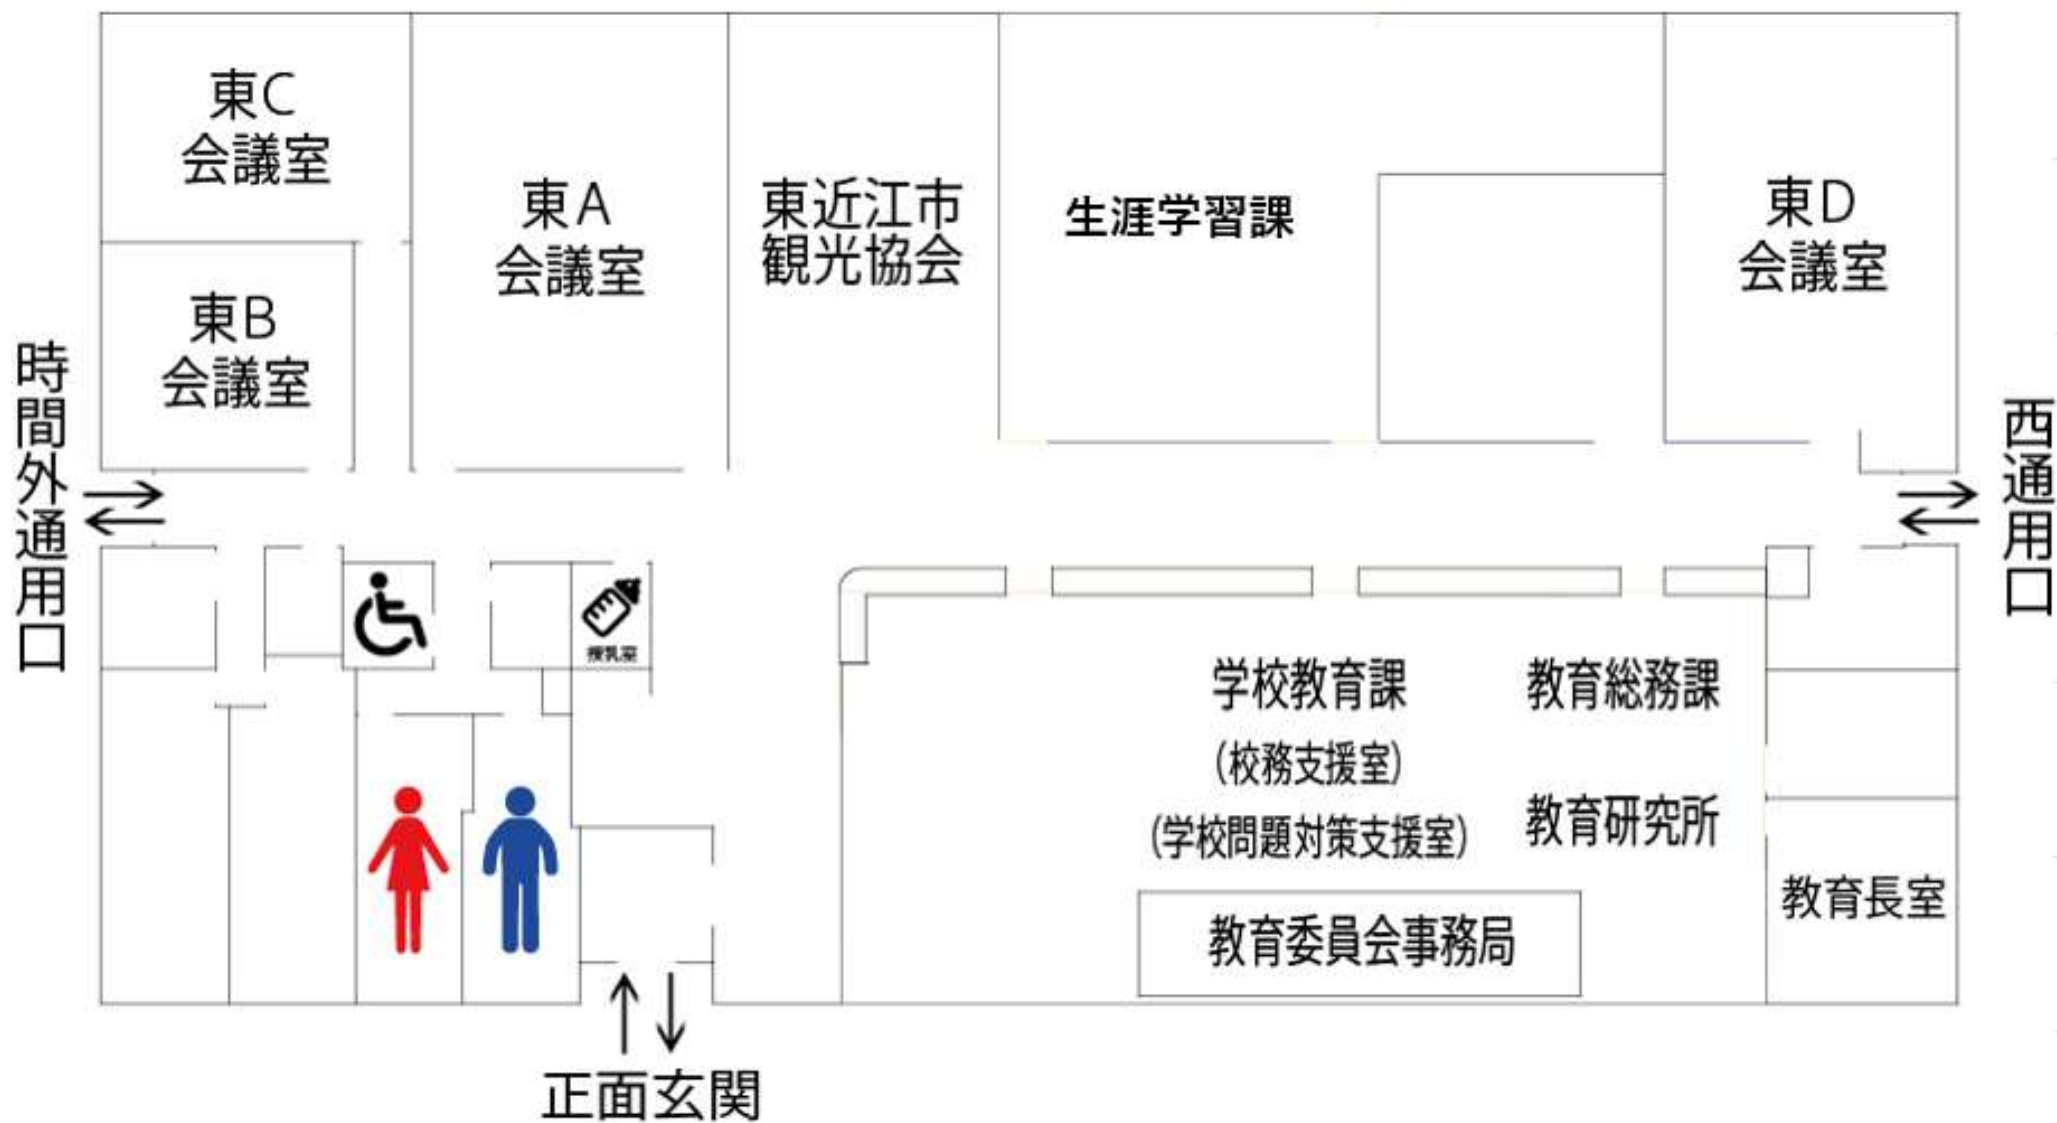 東C
会議室
東A
会議室
東近江市
観光協会
生涯学習課
東D
会議室
東B
会議室
時間外通用口
西通用口
授乳室
学校教育課
(校務支援室)
(学校問題対策支援室)
教育総務課
教育研究所
教育長室
教育委員会事務局
正面玄関